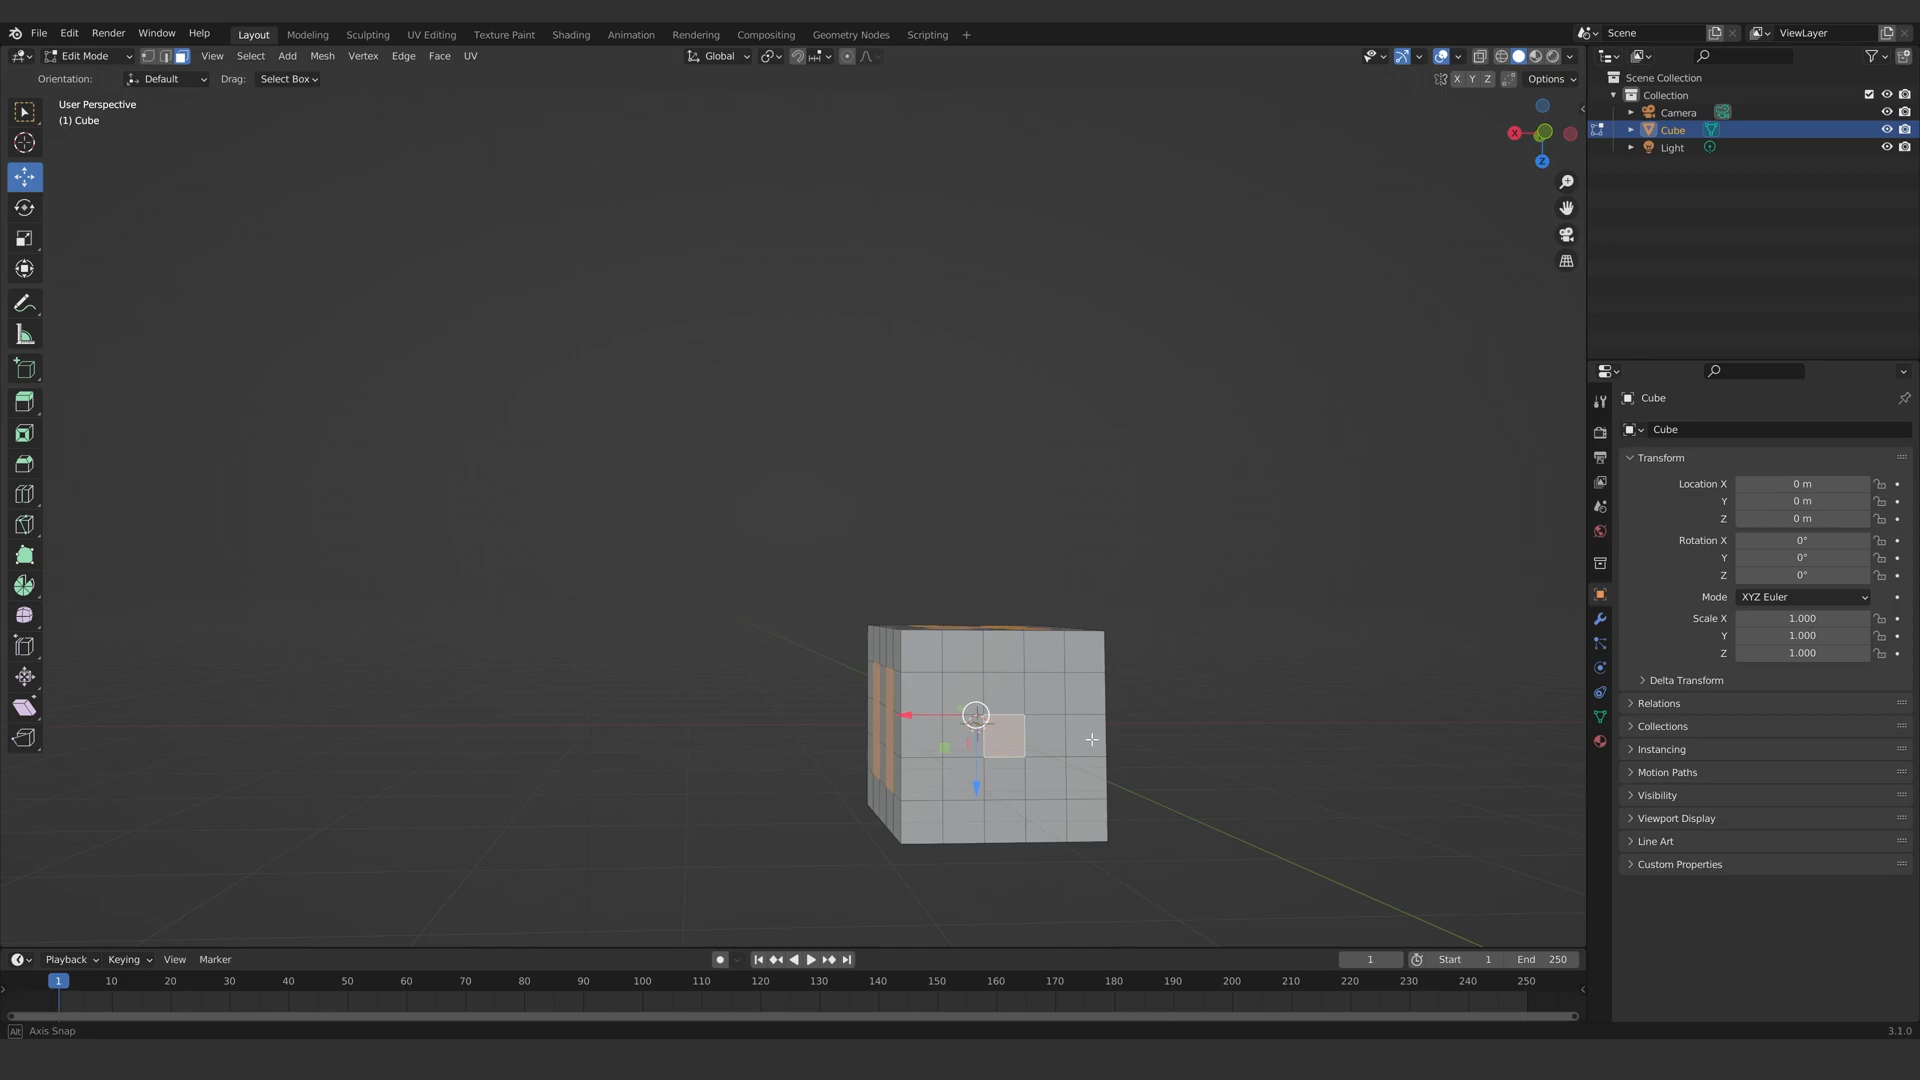 File Edit Render Window Help Layout Modeling Sculpting UV Editing Texture Paint Shading Animation Rendering Compositing Geometry Nodes Scripting + Scene ViewLayer
Edit Mode View Select Add Mesh Vertex Edge Face UV Global
Orientation: Default Drag: Select Box X Y Z Options
User Perspective
(1) Cube
X
Z
Scene Collection
Collection
Camera
Cube
Light
Cube
Cube
Transform
Location X 0 m
Y 0 m
Z 0 m
Rotation X 0°
Y 0°
Z 0°
Mode XYZ Euler
Scale X 1.000
Y 1.000
Z 1.000
Delta Transform
Relations
Collections
Instancing
Motion Paths
Visibility
Viewport Display
Line Art
Custom Properties
Playback Keying View Marker 1 Start 1 End 250
1 10 20 30 40 50 60 70 80 90 100 110 120 130 140 150 160 170 180 190 200 210 220 230 240 250
Alt Axis Snap 3.1.0